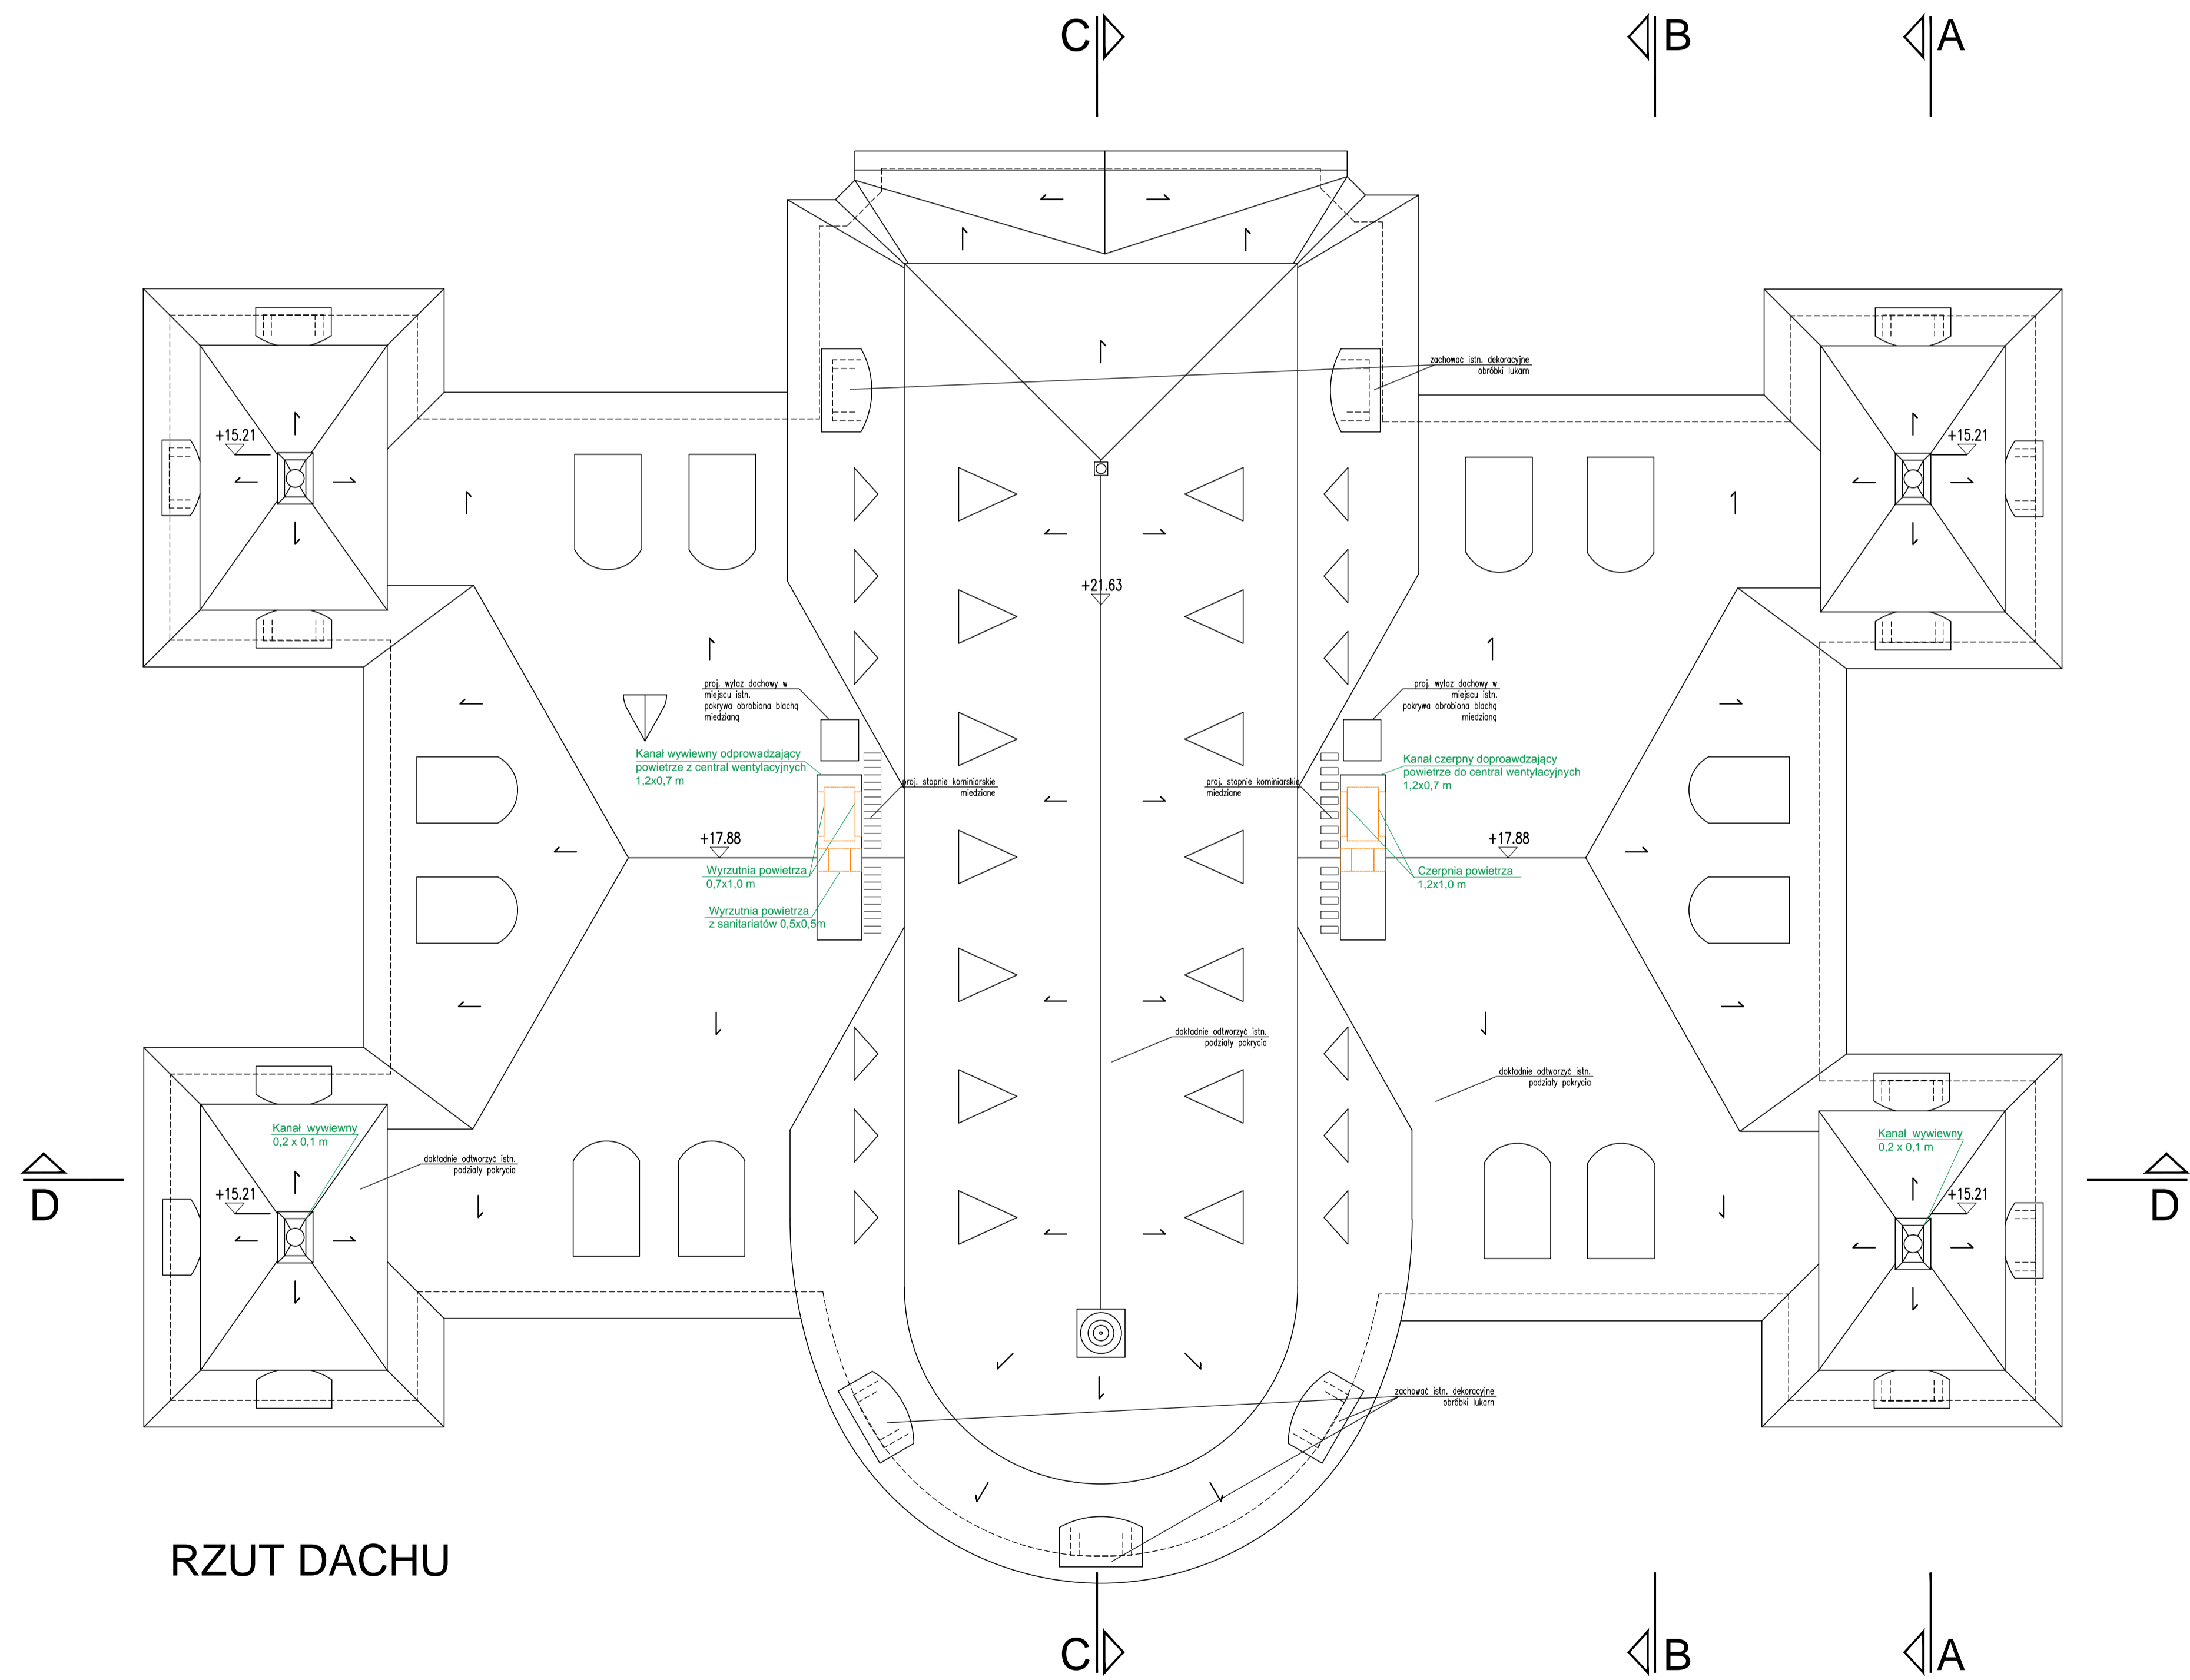 C
B
A
zachować istn. dekoracyjne
obróbki lukarn
+15.21
+15.21
+21.63
proj. wyłaz dachowy w
miejscu istn.
pokrywa obrobiona blachą
miedzianą
proj. wyłaz dachowy w
miejscu istn.
pokrywa obrobiona blachą
miedzianą
Kanał wywiewny odprowadzający
powietrze z central wentylacyjnych
1,2x0,7 m
Kanał czerpny doproawdzający
powietrze do central wentylacyjnych
1,2x0,7 m
proj. stopnie kominiarskie
miedziane
proj. stopnie kominiarskie
miedziane
+17.88
+17.88
Wyrzutnia powietrza
0,7x1,0 m
Czerpnia powietrza
1,2x1,0 m
Wyrzutnia powietrza
z sanitariatów 0,5x0,5m
dokładnie odtworzyć istn.
podziały pokrycia
dokładnie odtworzyć istn.
podziały pokrycia
Kanał wywiewny
0,2 x 0,1 m
Kanał wywiewny
0,2 x 0,1 m
dokładnie odtworzyć istn.
podziały pokrycia
+15.21
+15.21
D
D
zachować istn. dekoracyjne
obróbki lukarn
RZUT DACHU
C
B
A